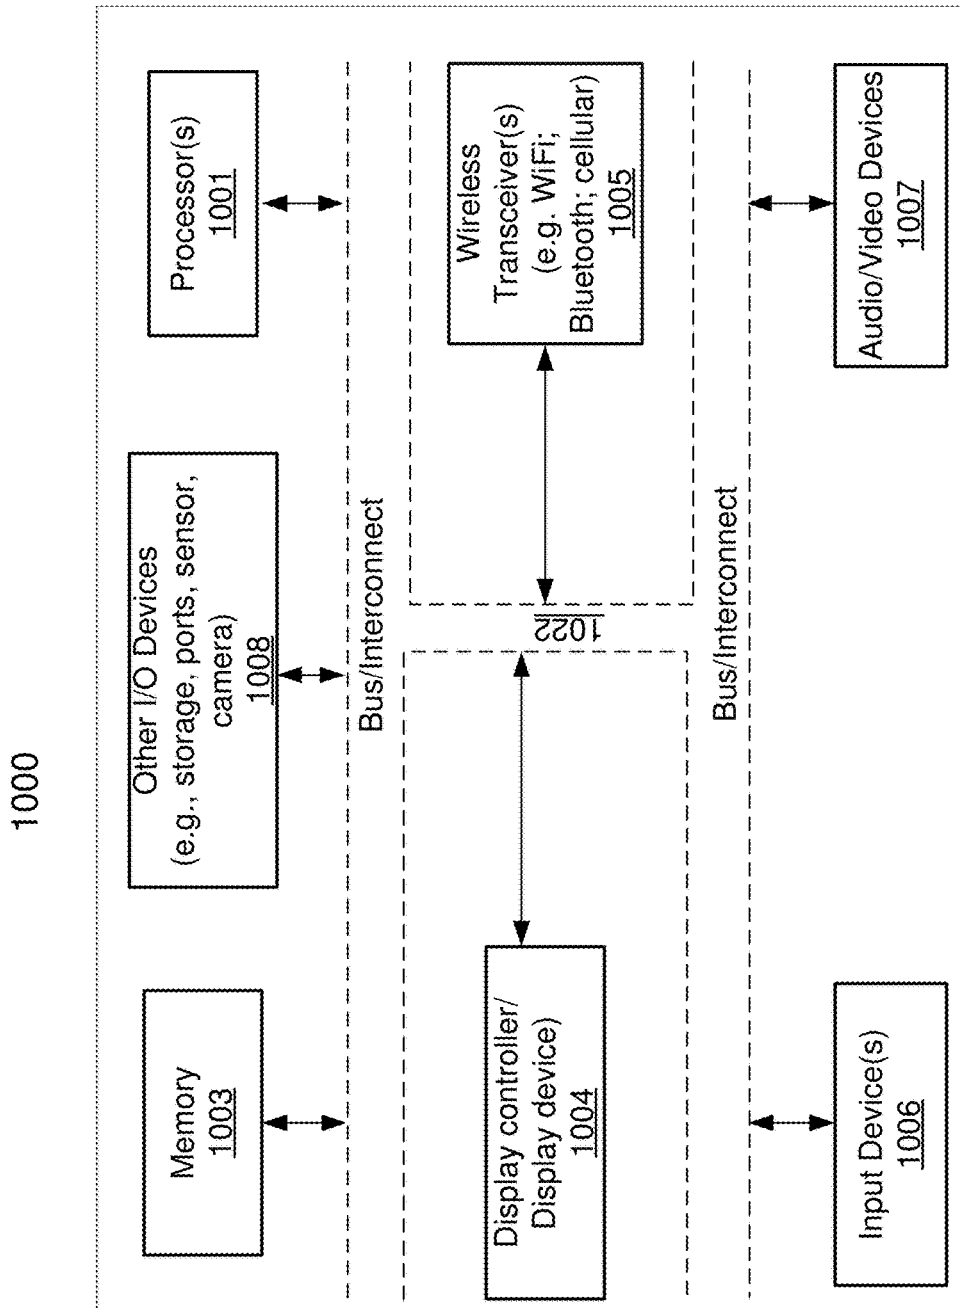 1000
Memory
1003
Other I/O Devices
(e.g., storage, ports, sensor,
camera)
1008
Processor(s)
1001
Bus/Interconnect
Display controller/
Display device)
1004
1022
Wireless
Transceiver(s)
(e.g. WiFi;
Bluetooth; cellular)
1005
Bus/Interconnect
Input Device(s)
1006
Audio/Video Devices
1007